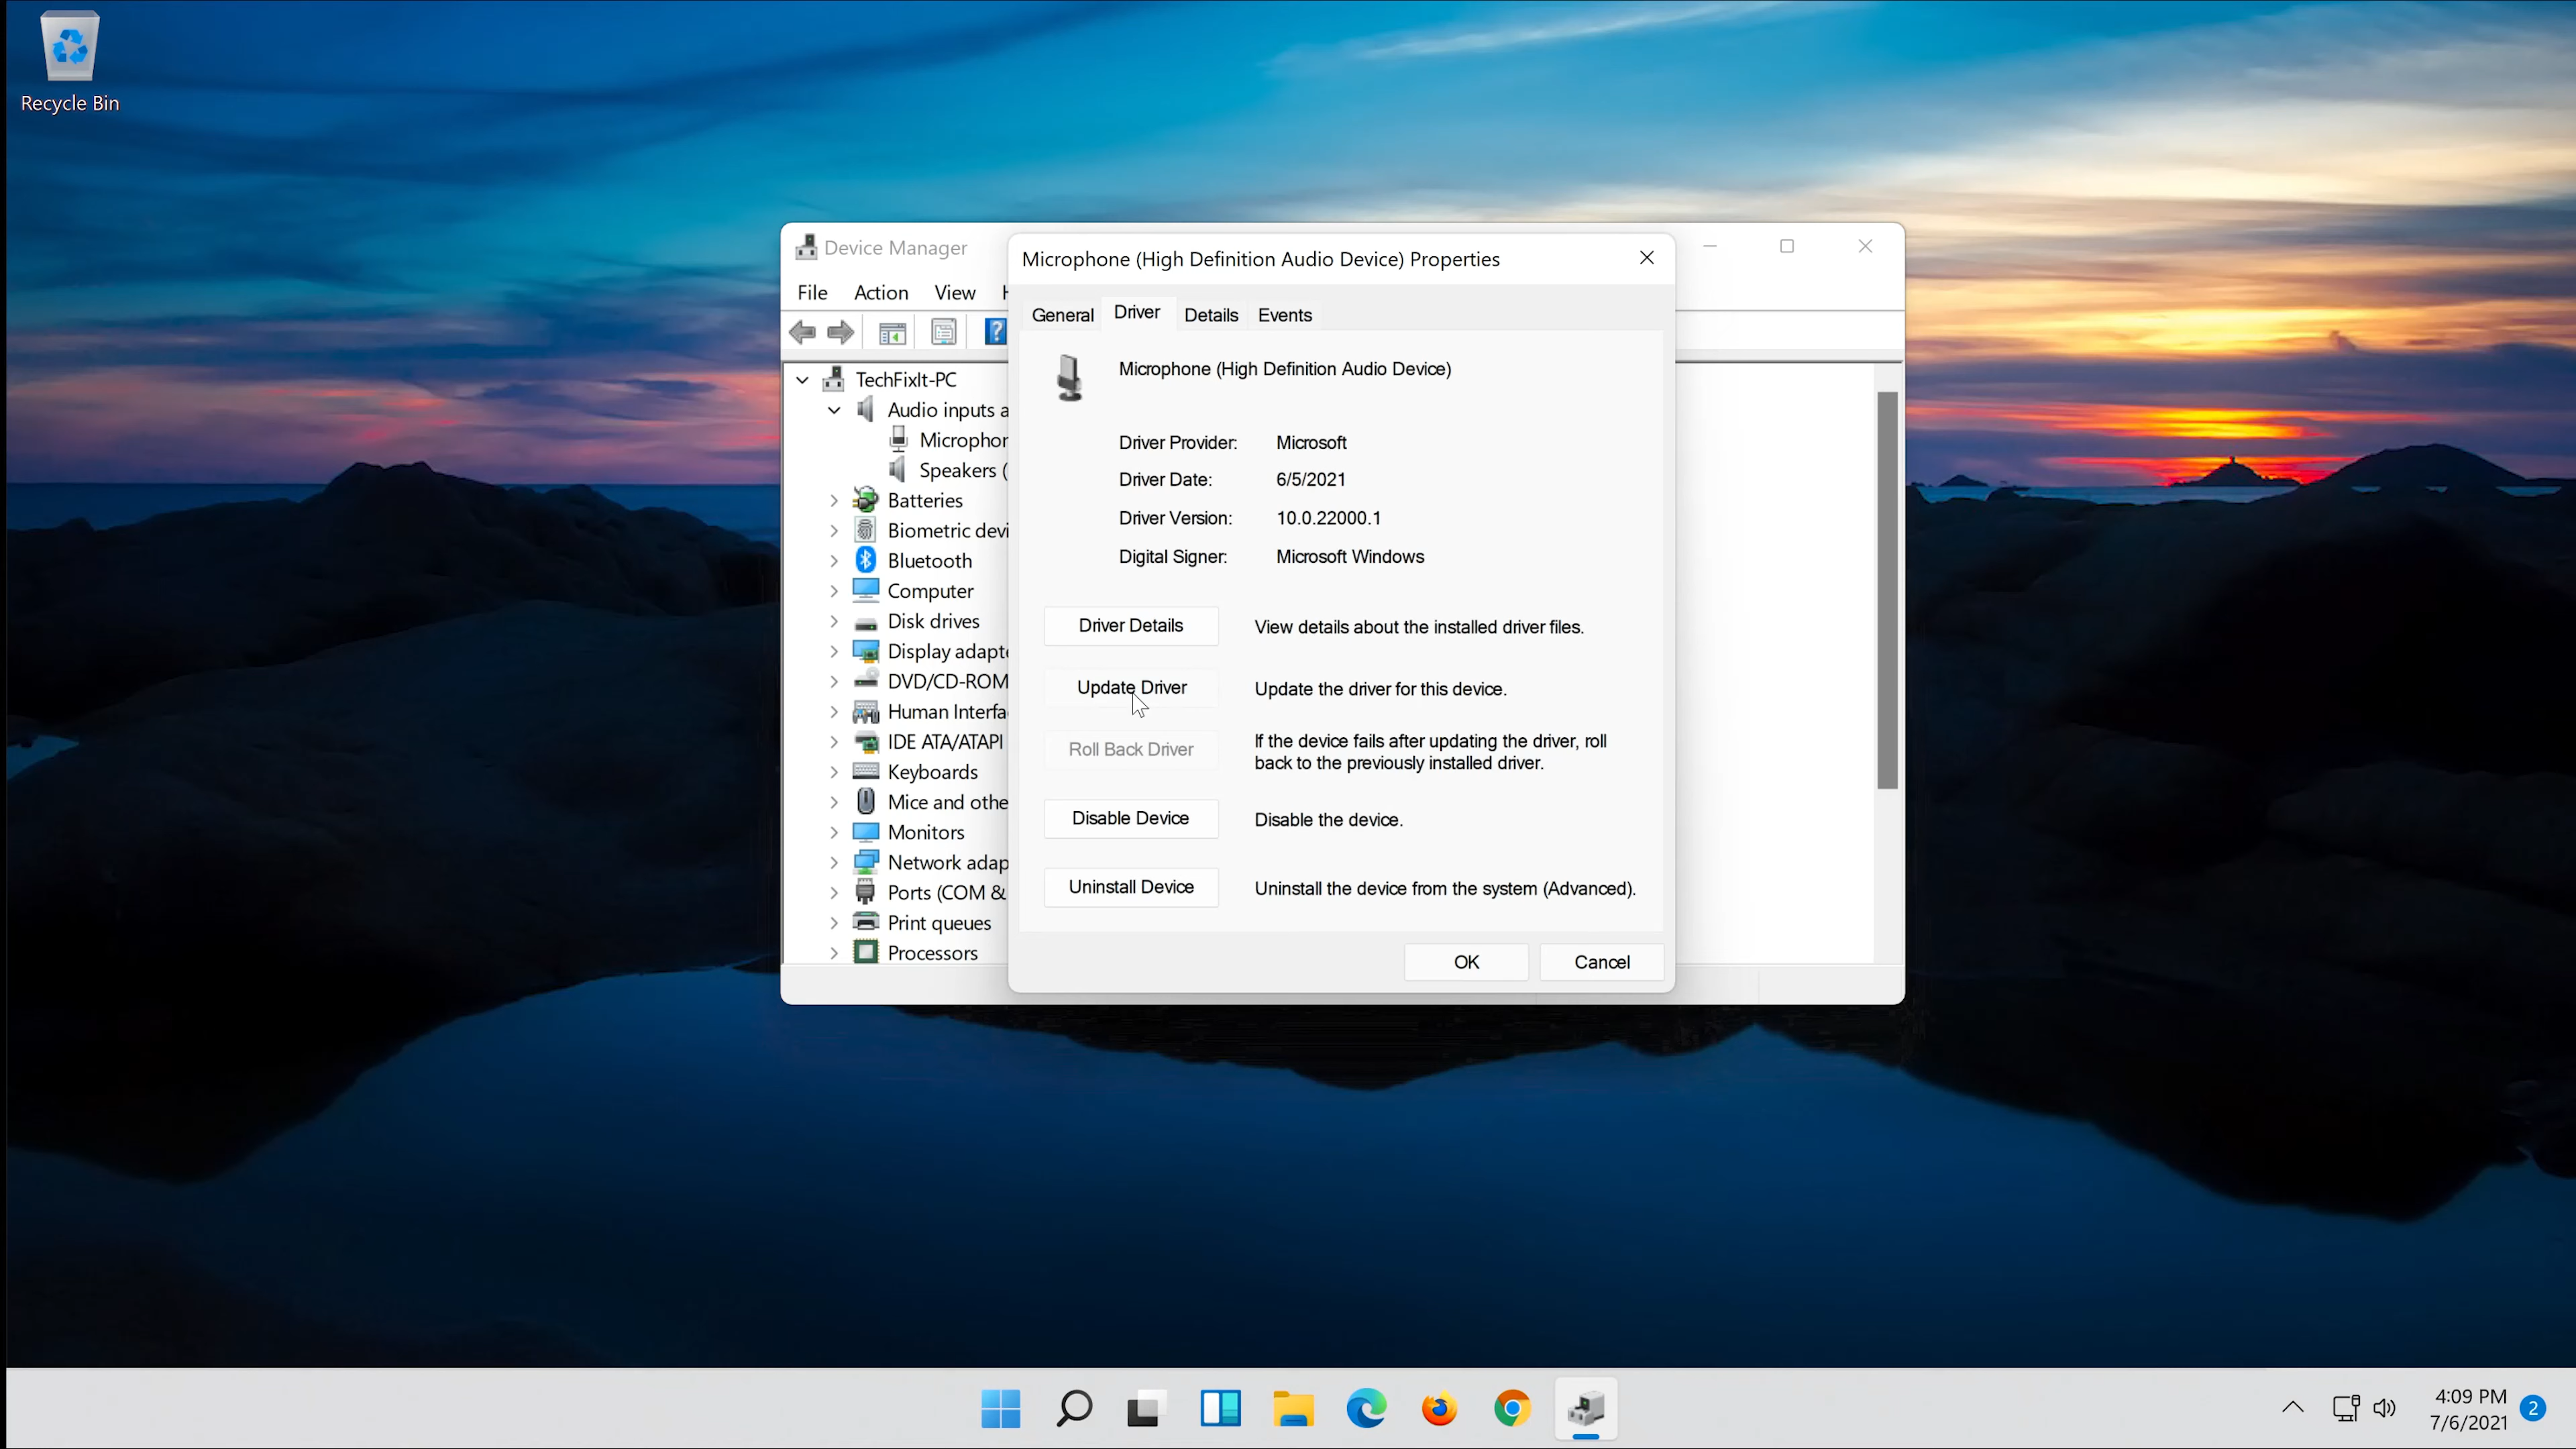 Recycle Bin
Device Manager
File Action View
TechFixIt-PC
Audio inputs a
Microphor
Speakers (
Batteries
Biometric devi
Bluetooth
Computer
Disk drives
Display adapte
DVD/CD-ROM
Human Interfa
IDE ATA/ATAPI
Keyboards
Mice and othe
Monitors
Network adap
Ports (COM &
Print queues
Processors
Microphone (High Definition Audio Device) Properties
General Driver Details Events
Microphone (High Definition Audio Device)
Driver Provider: Microsoft
Driver Date: 6/5/2021
Driver Version: 10.0.22000.1
Digital Signer: Microsoft Windows
Driver Details View details about the installed driver files.
Update Driver Update the driver for this device.
Roll Back Driver If the device fails after updating the driver, roll
back to the previously installed driver.
Disable Device Disable the device.
Uninstall Device Uninstall the device from the system (Advanced).
OK Cancel
4:09 PM
7/6/2021
2